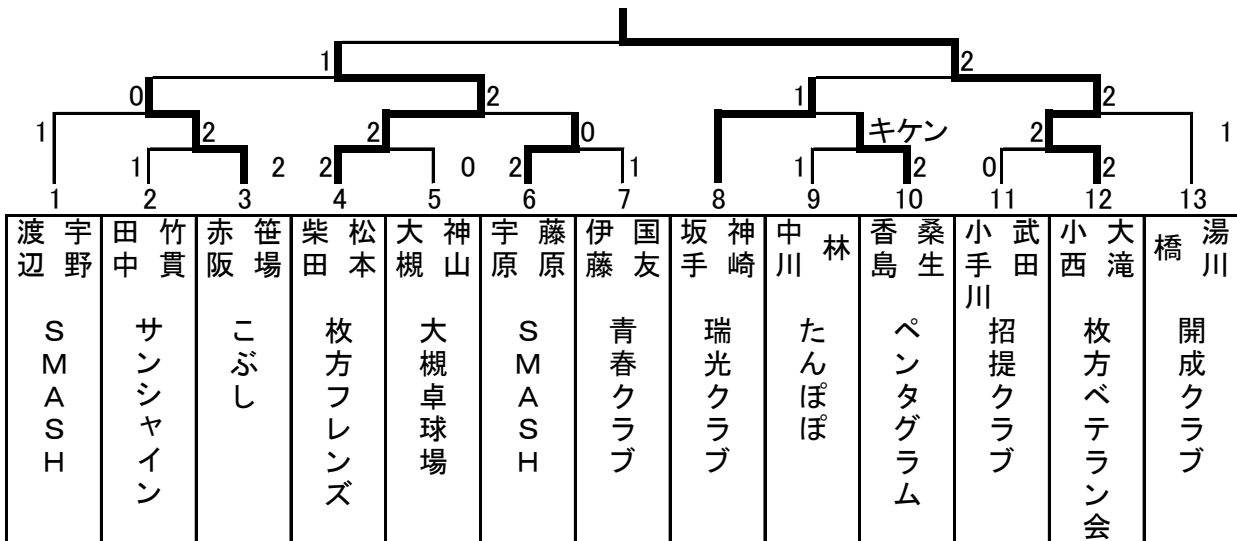 1 2
0 2 1 2
1 2 2 0 キケン 2 1
1 2 2 0 2 1 1 2 0 2
1 2 3 4 5 6 7 8 9 10 11 12 13
渡辺 宇野 SMASH
田中 竹貫 サンシャイン
赤阪 笹場 こぶし
柴田 松本 枚方フレンズ
大槻 神山 大槻卓球場
宇原 藤原 SMASH
伊藤 国友 青春クラブ
坂手 神崎 瑞光クラブ
中川 林 たんぽぽ
香島 桑生 ペンタグラム
小手川 武田 招提クラブ
小西 大滝 枚方ベテラン会
橋 湯川 開成クラブ